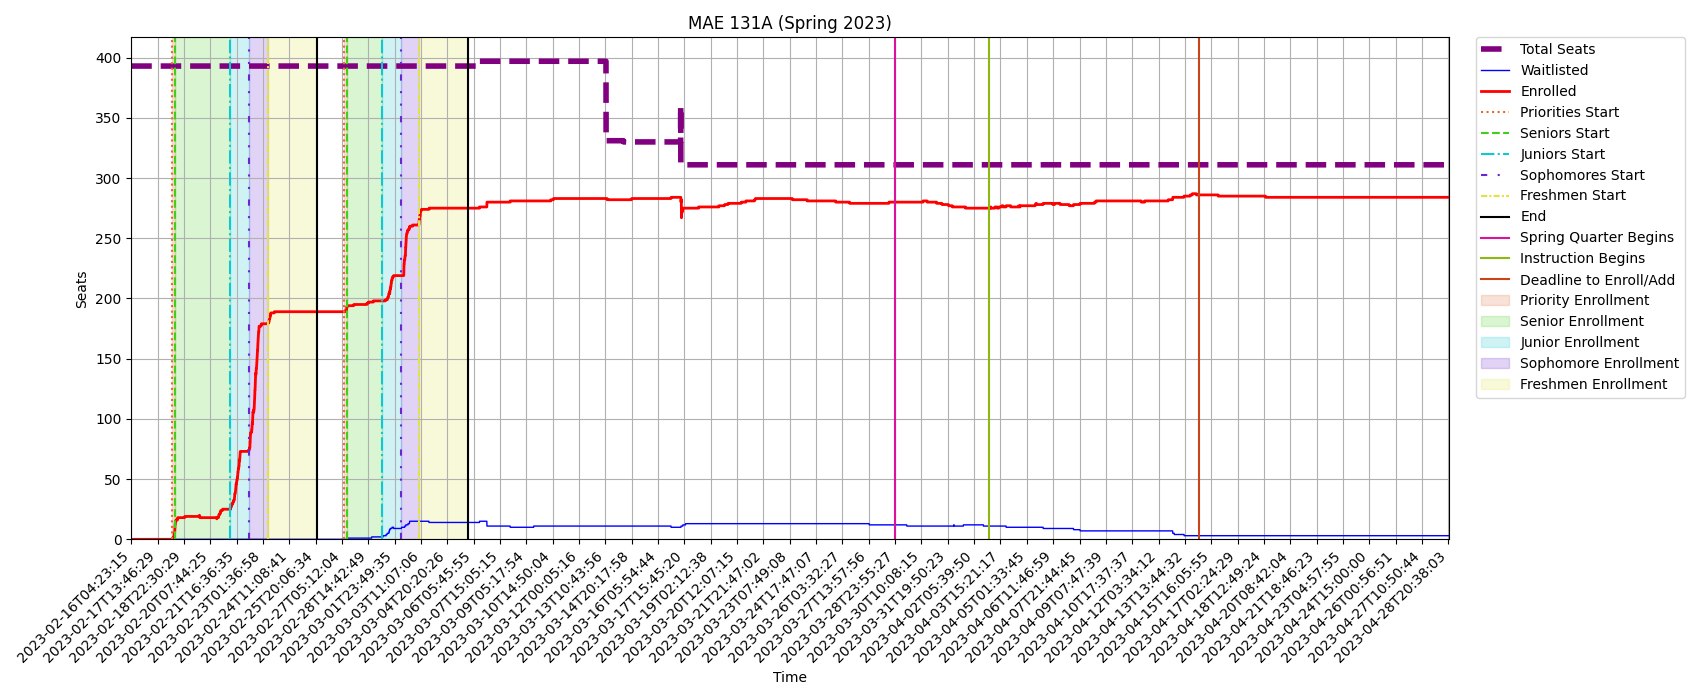 MAE 131A (Spring 2023)
Seats
400
350
300
250
200
150
100
50
0
2023-02-16T04:23:15
2023-02-17T13:46:29
2023-02-18T22:30:29
2023-02-20T07:44:25
2023-02-21T16:36:35
2023-02-23T01:36:58
2023-02-24T11:08:41
2023-02-25T20:06:34
2023-02-27T05:12:04
2023-02-28T14:42:49
2023-03-01T23:49:35
2023-03-03T11:07:06
2023-03-04T20:20:26
2023-03-06T05:45:55
2023-03-07T15:05:15
2023-03-09T05:17:54
2023-03-10T14:50:04
2023-03-12T00:05:16
2023-03-13T10:43:56
2023-03-14T20:17:58
2023-03-16T05:54:44
2023-03-17T15:45:20
2023-03-19T02:12:38
2023-03-20T12:07:15
2023-03-21T21:47:02
2023-03-23T07:49:08
2023-03-24T17:47:07
2023-03-26T03:32:27
2023-03-27T13:57:56
2023-03-28T23:55:27
2023-03-30T10:08:15
2023-03-31T19:50:23
2023-04-02T05:39:50
2023-04-03T15:21:17
2023-04-05T01:33:45
2023-04-06T11:46:59
2023-04-07T21:44:45
2023-04-09T07:47:39
2023-04-10T17:37:37
2023-04-12T03:34:12
2023-04-13T13:44:32
2023-04-15T16:05:55
2023-04-17T02:24:29
2023-04-18T12:49:24
2023-04-20T08:42:04
2023-04-21T18:46:23
2023-04-23T04:57:55
2023-04-24T15:00:00
2023-04-26T00:56:51
2023-04-27T10:50:44
2023-04-28T20:38:03
Time
Total Seats
Waitlisted
Enrolled
Priorities Start
Seniors Start
Juniors Start
Sophomores Start
Freshmen Start
End
Spring Quarter Begins
Instruction Begins
Deadline to Enroll/Add
Priority Enrollment
Senior Enrollment
Junior Enrollment
Sophomore Enrollment
Freshmen Enrollment